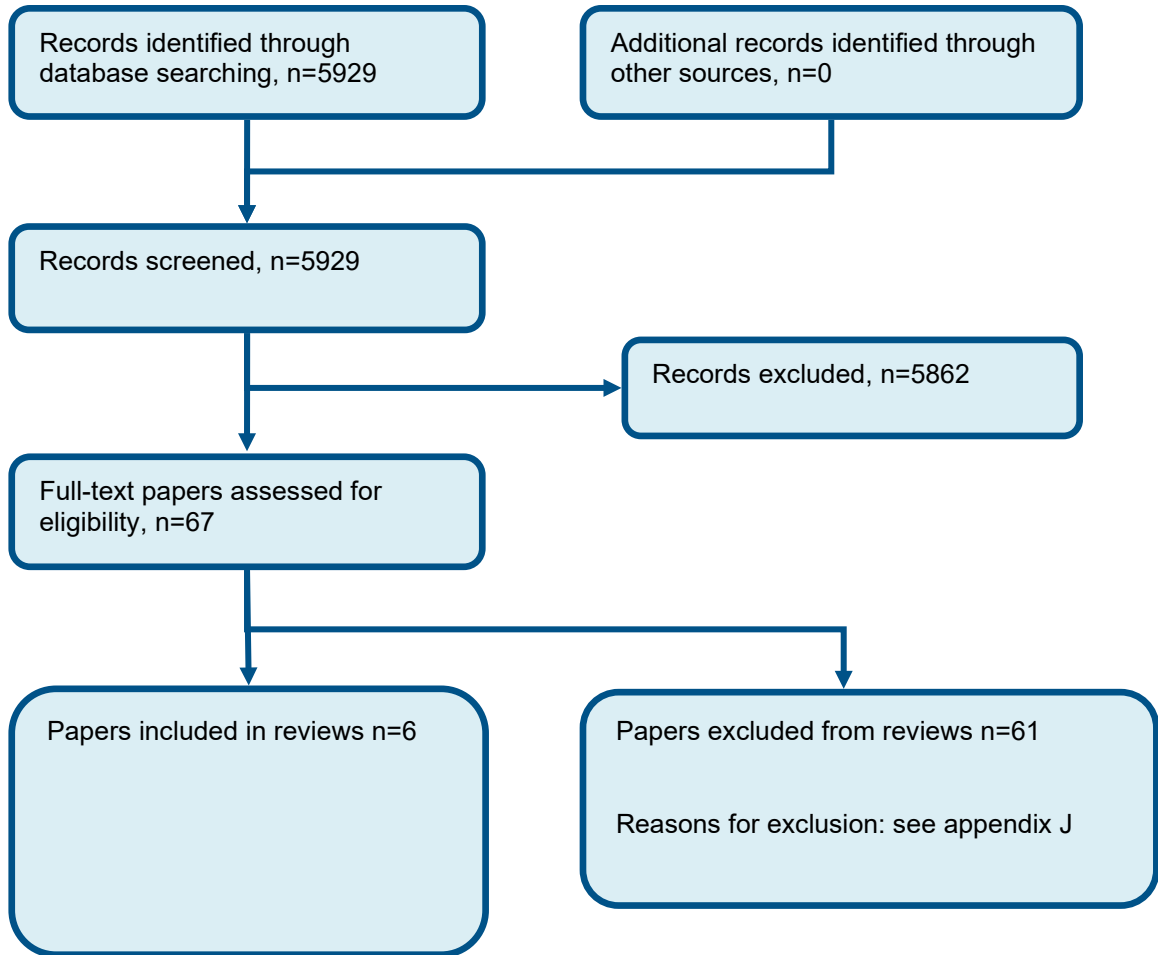 Records identified through
database searching, n=5929
Additional records identified through
other sources, n=0
Records screened, n=5929
Records excluded, n=5862
Full-text papers assessed for
eligibility, n=67
Papers included in reviews n=6
Papers excluded from reviews n=61
Reasons for exclusion: see appendix J